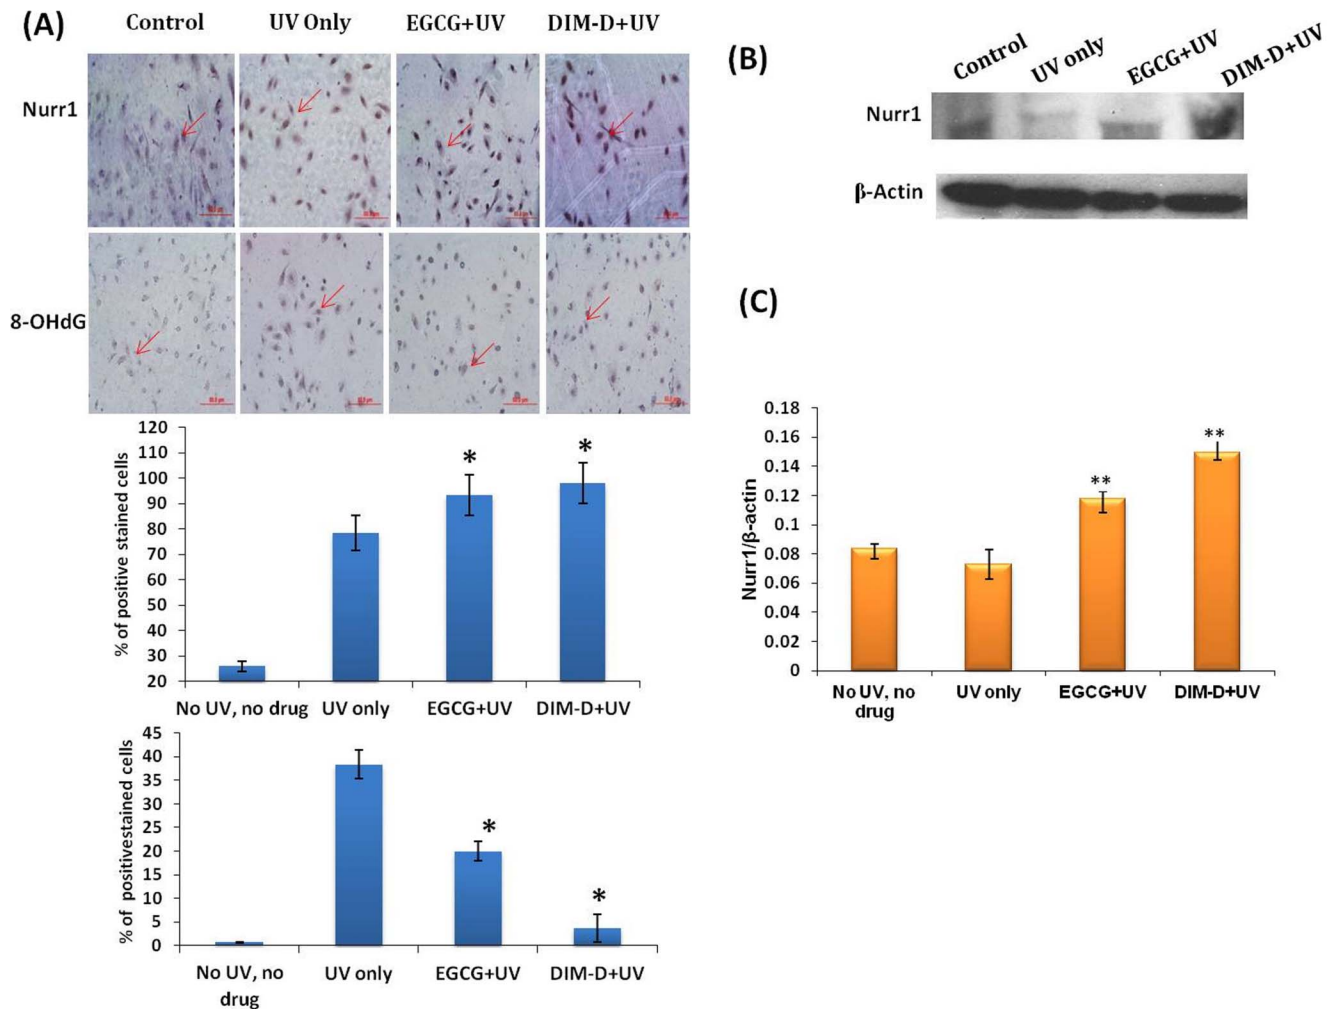 (A)
Control UV Only EGCG+UV DIM-D+UV
Nurr1
8-OHdG
% of positive stained cells
120
110
100
90
80
70
60
50
40
30
20
No UV, no drug UV only EGCG+UV DIM-D+UV
* *
% of positivestained cells
45
40
35
30
25
20
15
10
5
0
No UV, no
drug
UV only EGCG+UV DIM-D+UV
* *
(B)
Control UV only EGCG+UV DIM-D+UV
Nurr1
β-Actin
(C)
Nurr1/β-actin
0.18
0.16
0.14
0.12
0.1
0.08
0.06
0.04
0.02
0
** **
No UV, no
drug
UV only EGCG+UV DIM-D+UV